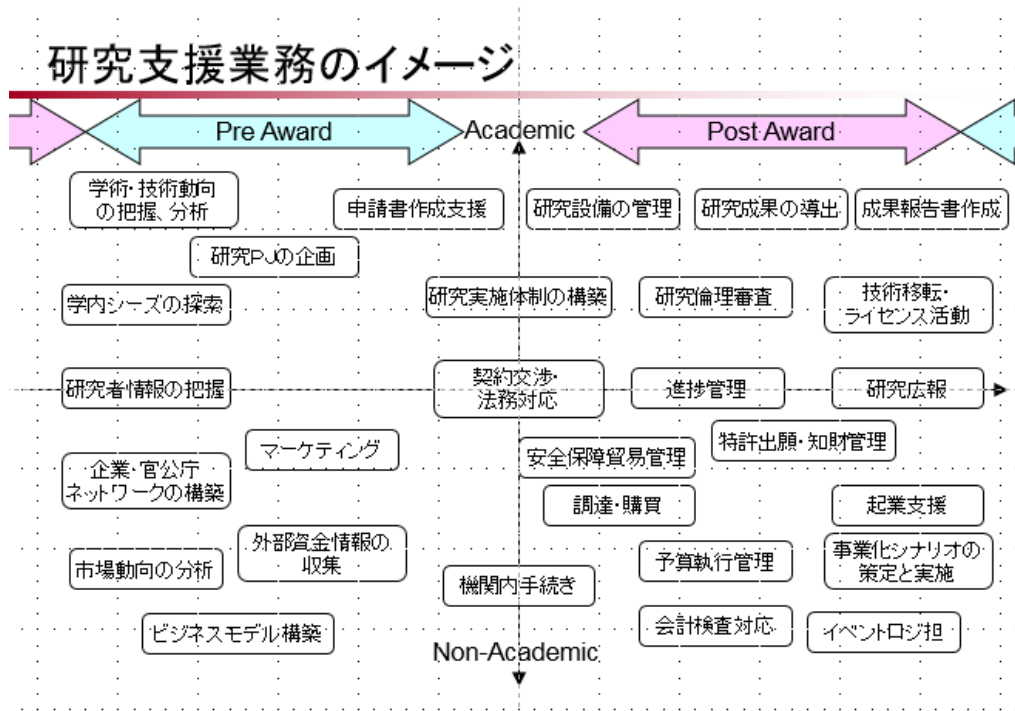 研究支援業務のイメージ
Pre Award
Academic
Post Award
学術・技術動向
の把握、分析
申請書作成支援
研究設備の管理
研究成果の導出
成果報告書作成
研究PJの企画
学内シーズの探索
研究実施体制の構築
研究倫理審査
技術移転・
ライセンス活動
研究者情報の把握
契約交渉・
法務対応
進捗管理
研究広報
マーケティング
安全保障貿易管理
特許出願・知財管理
企業・官公庁
ネットワークの構築
調達・購買
起業支援
外部資金情報の
収集
市場動向の分析
機関内手続き
予算執行管理
事業化シナリオの
策定と実施
ビジネスモデル構築
会計検査対応
イベントロジ担
Non-Academic